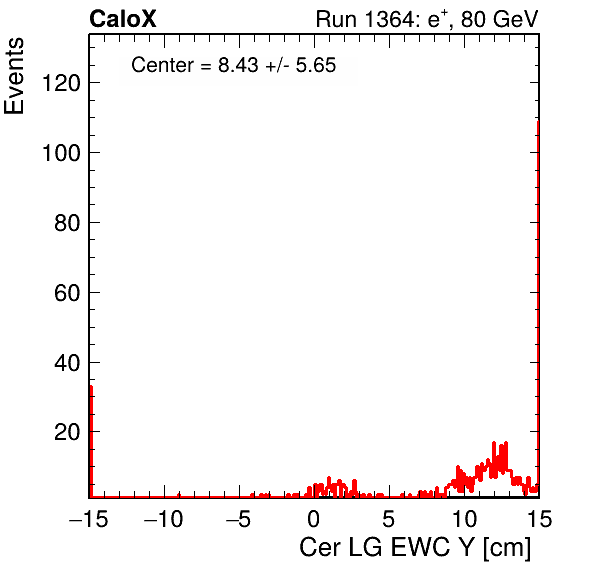 CaloX Run 1364: e⁺, 80 GeV
Center = 8.43 +/- 5.65
Events
120
100
80
60
40
20
−15 −10 −5 0 5 10 15
Cer LG EWC Y [cm]